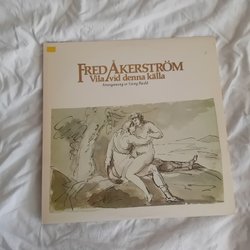 FRED ÅKERSTRÖM
Vila vid denna källa
Arrangemang av Georg Riedel